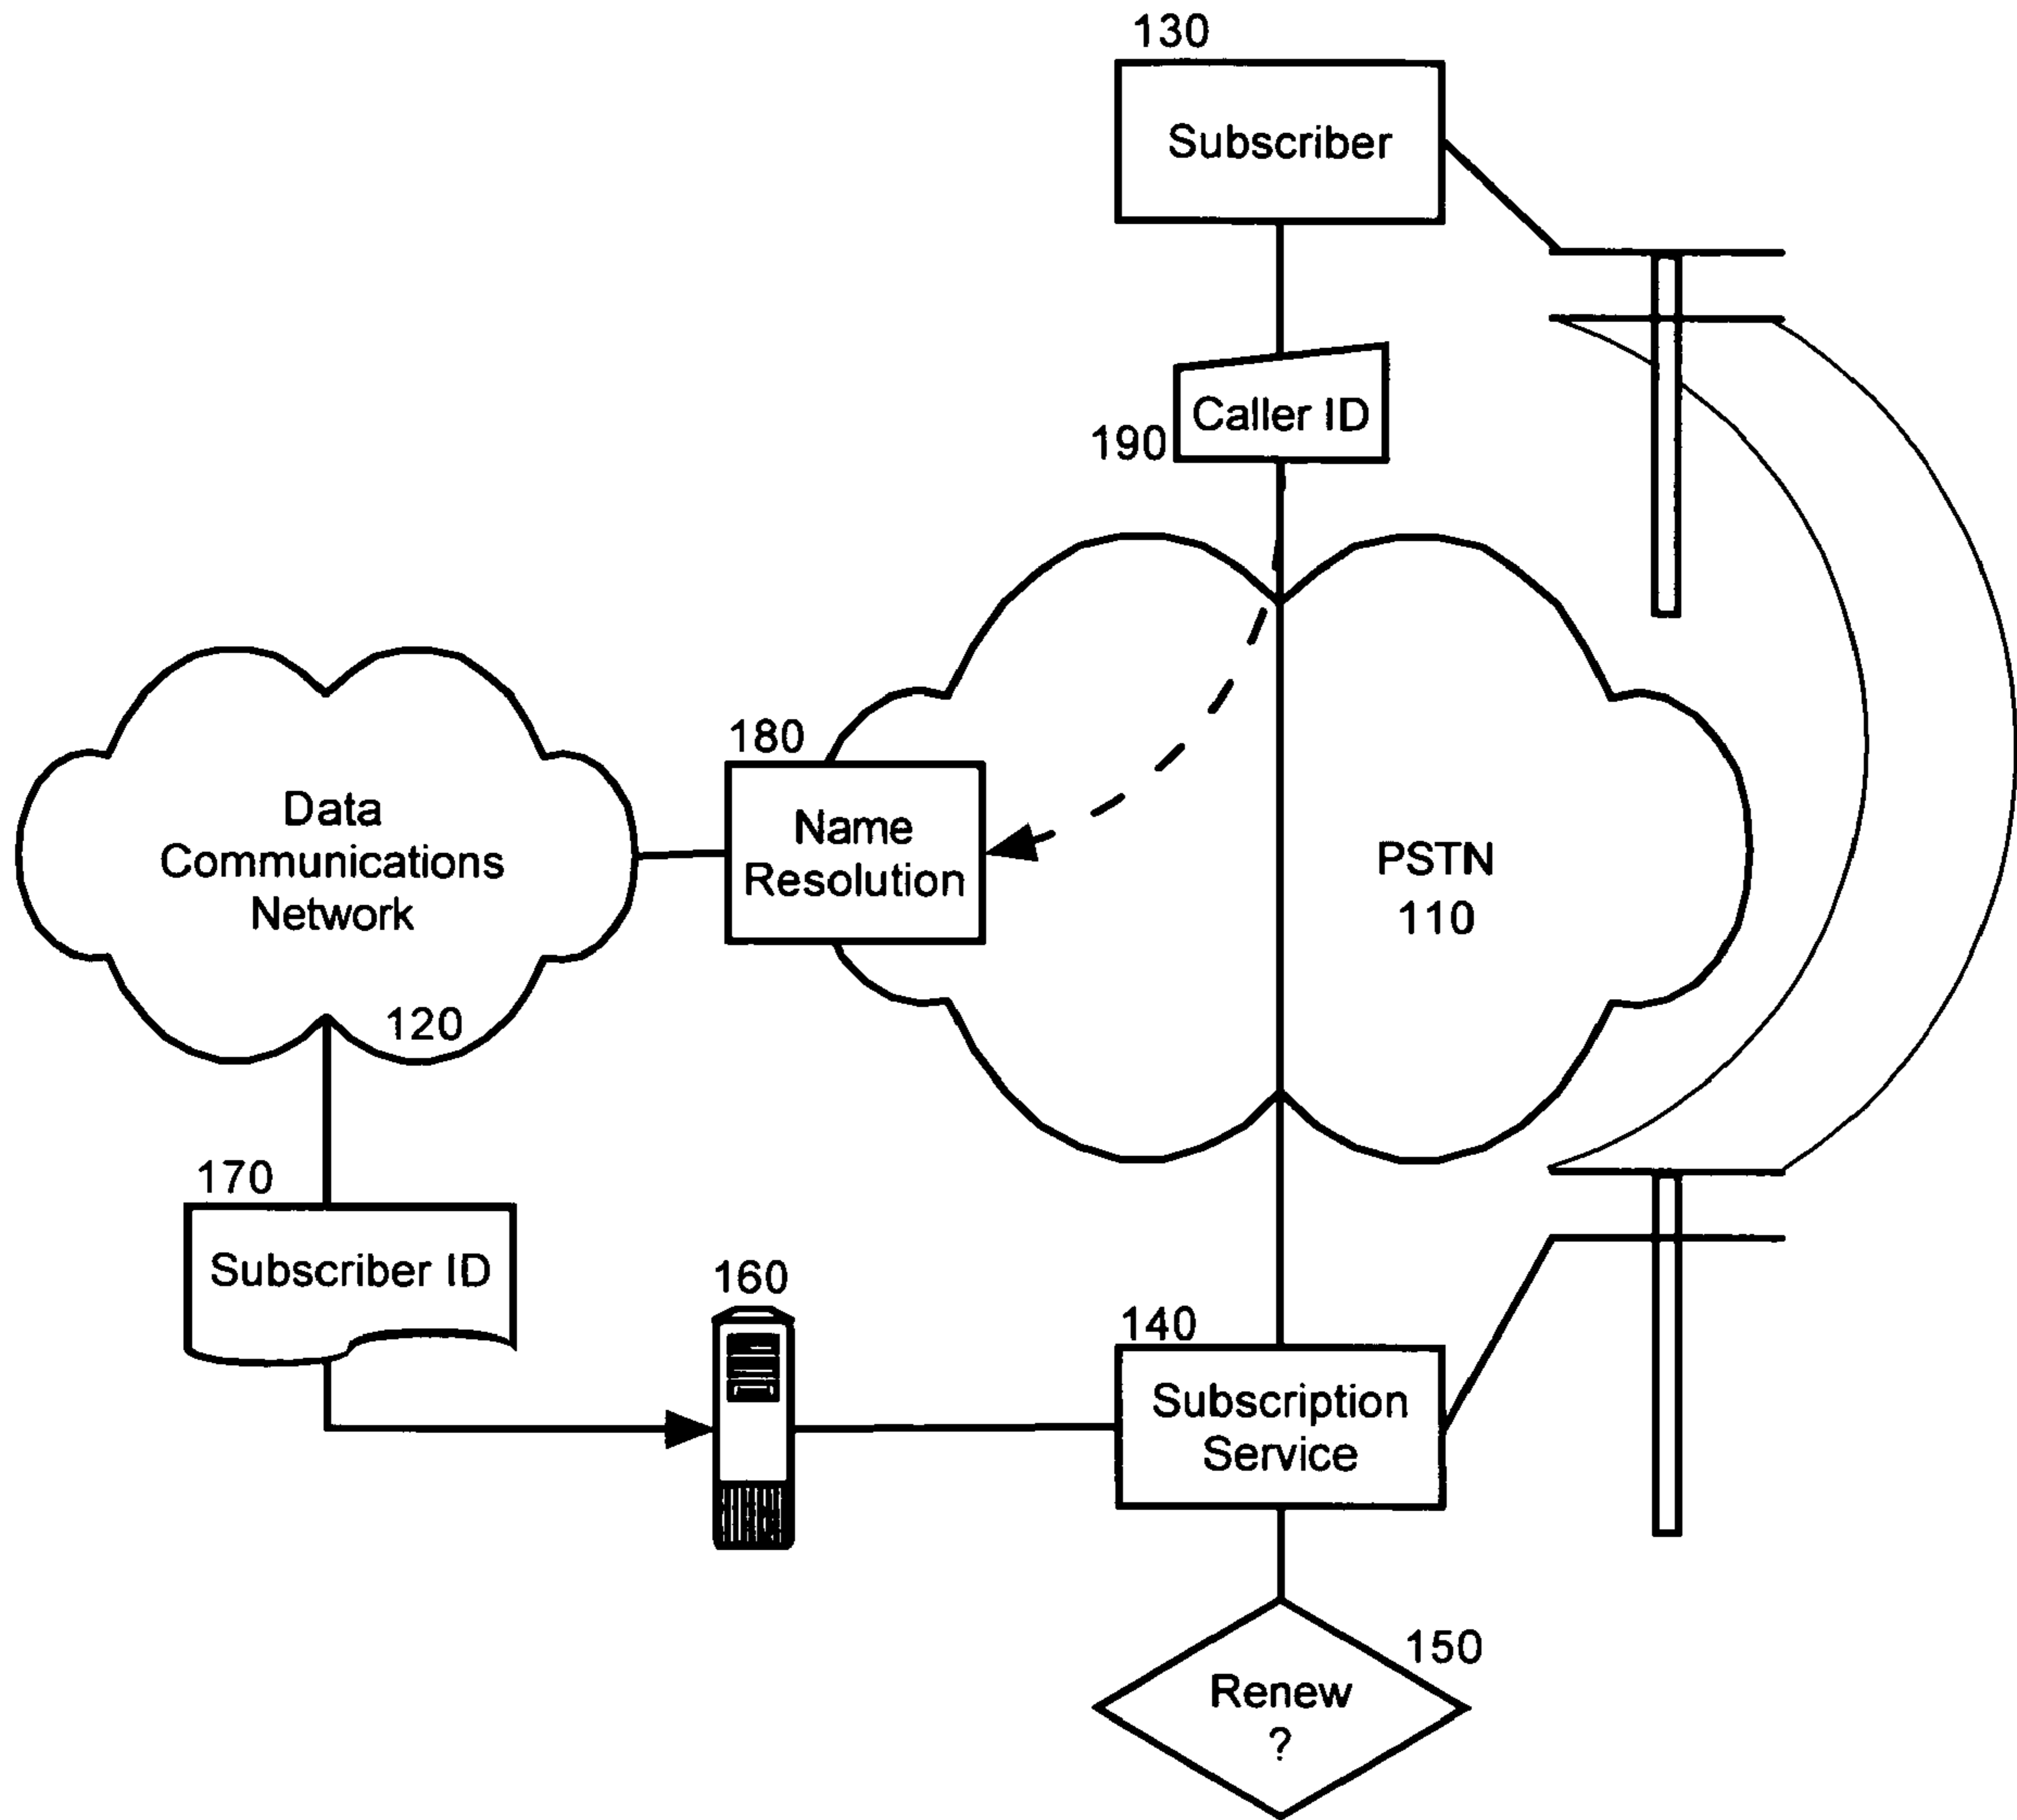 130
Subscriber
Caller ID
190
180
Name
Resolution
Data
Communications
Network
120
PSTN
110
170
Subscriber ID
160
140
Subscription
Service
150
Renew
?